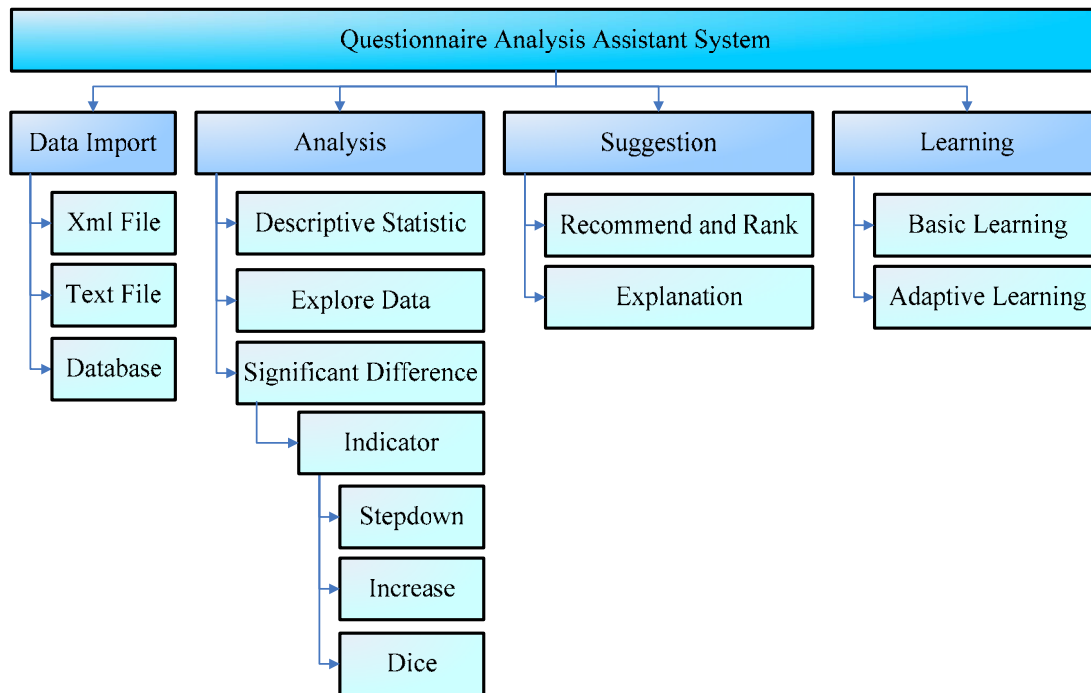 Questionnaire Analysis Assistant System
Data Import
Xml File
Text File
Database
Analysis
Descriptive Statistic
Explore Data
Significant Difference
Indicator
Stepdown
Increase
Dice
Suggestion
Recommend and Rank
Explanation
Learning
Basic Learning
Adaptive Learning